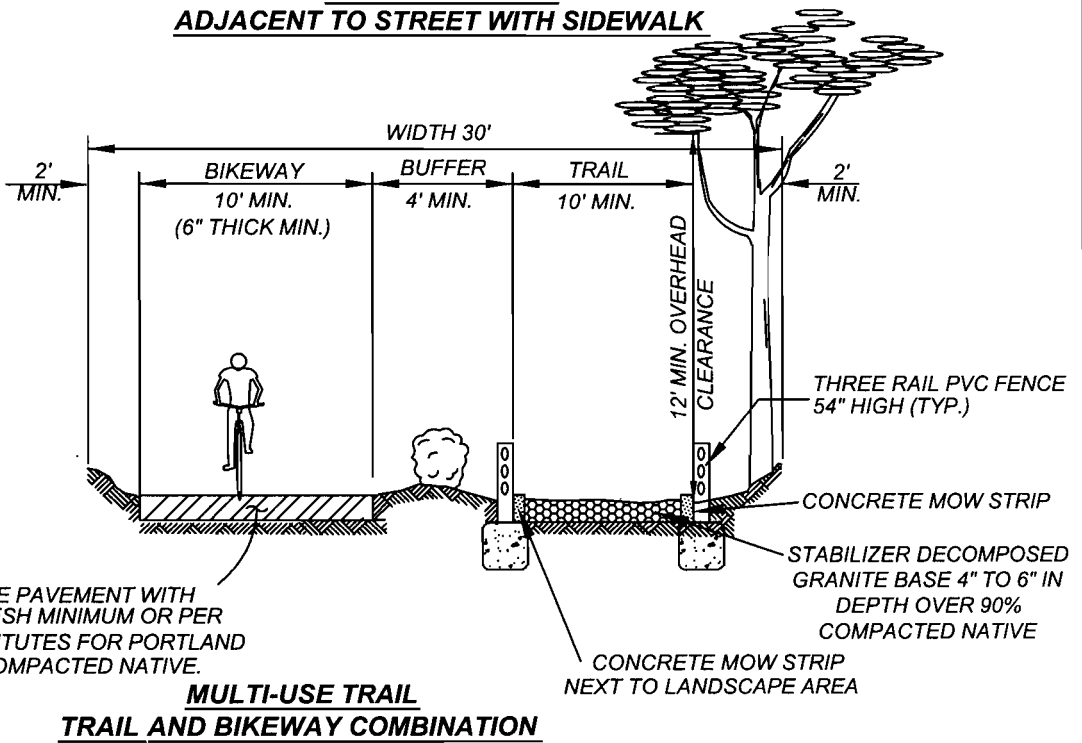 ADJACENT TO STREET WITH SIDEWALK
WIDTH 30'
2'
MIN.
BIKEWAY
10' MIN.
(6" THICK MIN.)
BUFFER
4' MIN.
TRAIL
10' MIN.
2'
MIN.
12' MIN. OVERHEAD
CLEARANCE
THREE RAIL PVC FENCE
54" HIGH (TYP.)
CONCRETE MOW STRIP
STABILIZER DECOMPOSED
GRANITE BASE 4" TO 6" IN
DEPTH OVER 90%
COMPACTED NATIVE
PAVEMENT WITH
MINIMUM OR PER
FOR PORTLAND
NATIVE.
CONCRETE MOW STRIP
NEXT TO LANDSCAPE AREA
MULTI-USE TRAIL
TRAIL AND BIKEWAY COMBINATION